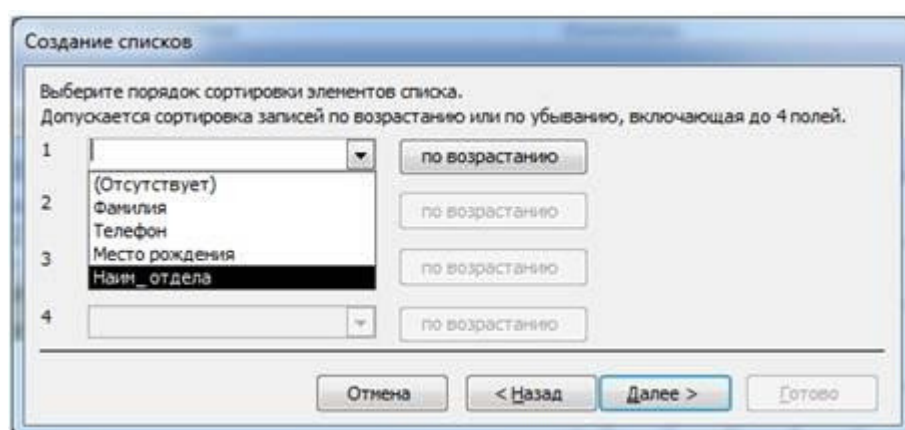 Создание списков
Выберите порядок сортировки элементов списка.
Допускается сортировка записей по возрастанию или по убыванию, включающая до 4 полей.
1 по возрастанию
(Отсутствует)
Фамилия
2 по возрастанию
Телефон
Место рождения
3 по возрастанию
Наим_отдела
4 по возрастанию
Отмена < Назад Далее > Готово